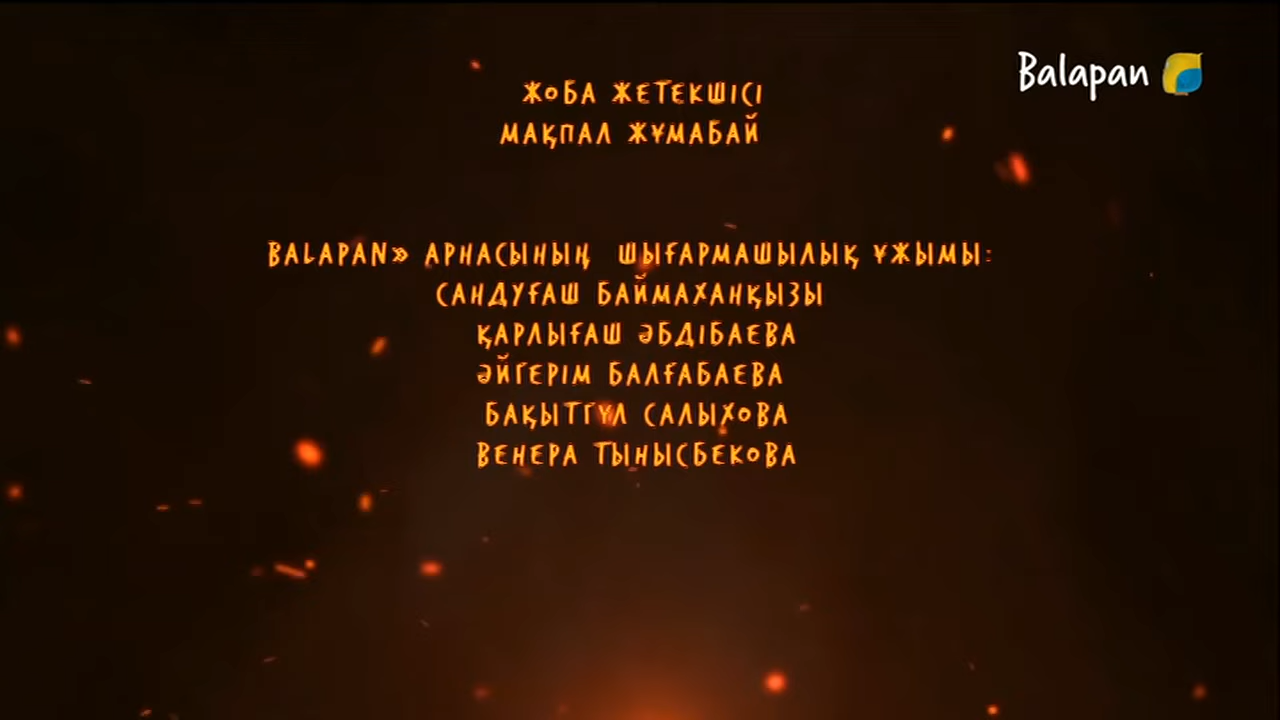 Balapan
ЖОБА ЖЕТЕКШІСІ
МАҚПАЛ ЖҰМАБАЙ
BALAPAN» АРНАСЫНЫҢ ШЫҒАРМАШЫЛЫҚ ҰЖЫМЫ:
САНДУҒАШ БАЙМАХАНҚЫЗЫ
ҚАРЛЫҒАШ ӘБДІБАЕВА
ӘЙГЕРІМ БАЛҒАБАЕВА
БАҚЫТГҮЛ САЛЫХОВА
ВЕНЕРА ТЫНЫСБЕКОВА